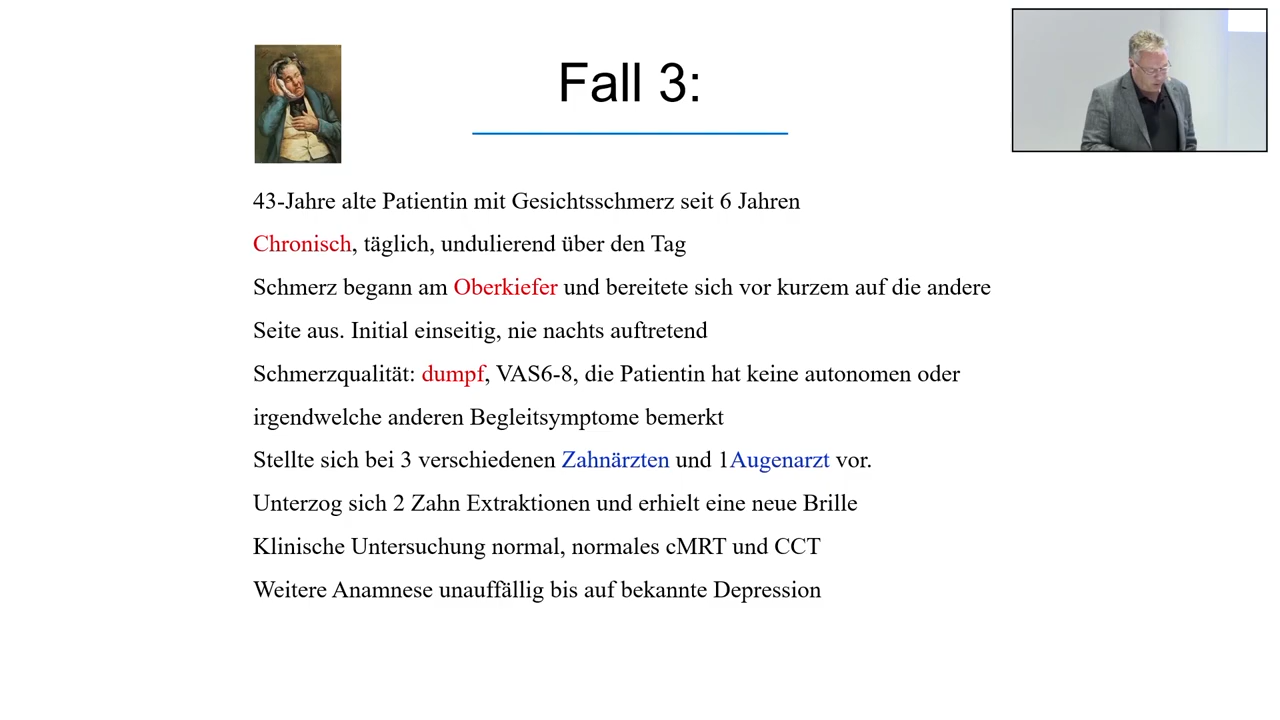 Fall 3:
43-Jahre alte Patientin mit Gesichtsschmerz seit 6 Jahren
Chronisch, täglich, undulierend über den Tag
Schmerz begann am Oberkiefer und bereitete sich vor kurzem auf die andere
Seite aus. Initial einseitig, nie nachts auftretend
Schmerzqualität: dumpf, VAS6-8, die Patientin hat keine autonomen oder
irgendwelche anderen Begleitsymptome bemerkt
Stellte sich bei 3 verschiedenen Zahnärzten und 1Augenarzt vor.
Unterzog sich 2 Zahn Extraktionen und erhielt eine neue Brille
Klinische Untersuchung normal, normales cMRT und CCT
Weitere Anamnese unauffällig bis auf bekannte Depression